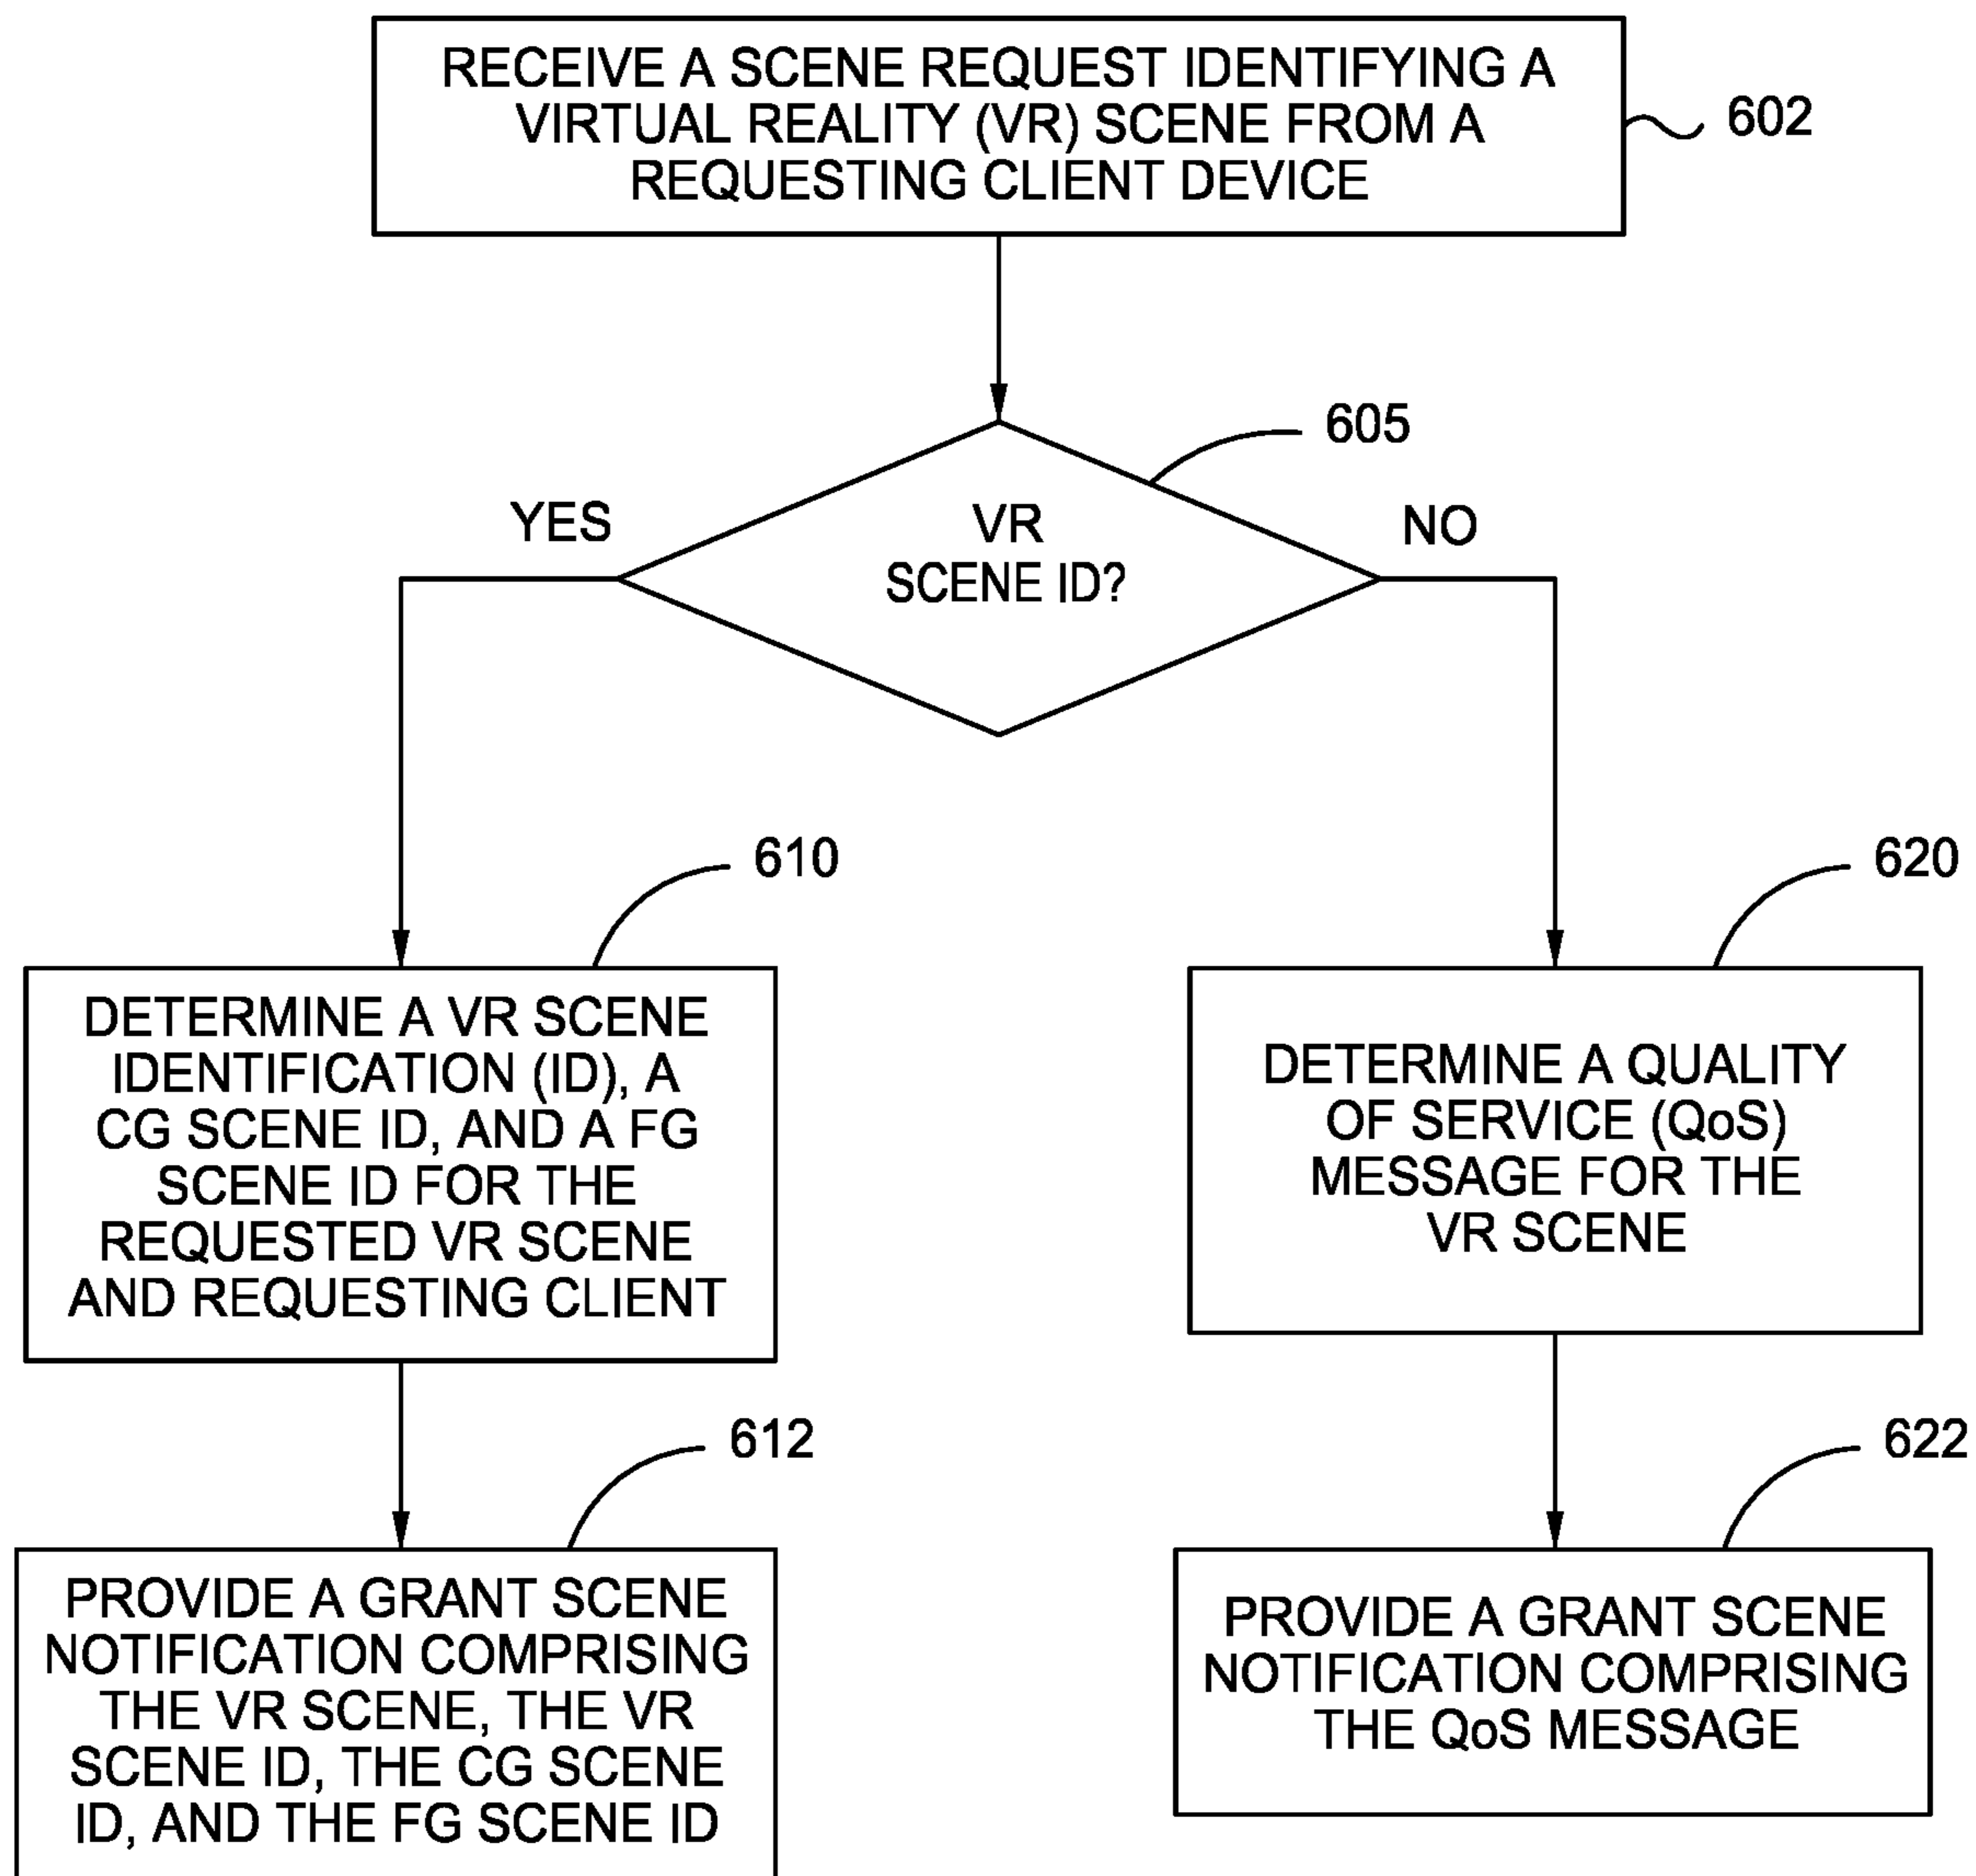 RECEIVE A SCENE REQUEST IDENTIFYING A
VIRTUAL REALITY (VR) SCENE FROM A
REQUESTING CLIENT DEVICE
602
605
VR
SCENE ID?
YES
NO
610
DETERMINE A VR SCENE
IDENTIFICATION (ID), A
CG SCENE ID, AND A FG
SCENE ID FOR THE
REQUESTED VR SCENE
AND REQUESTING CLIENT
620
DETERMINE A QUALITY
OF SERVICE (QoS)
MESSAGE FOR THE
VR SCENE
612
PROVIDE A GRANT SCENE
NOTIFICATION COMPRISING
THE VR SCENE, THE VR
SCENE ID, THE CG SCENE
ID, AND THE FG SCENE ID
622
PROVIDE A GRANT SCENE
NOTIFICATION COMPRISING
THE QoS MESSAGE